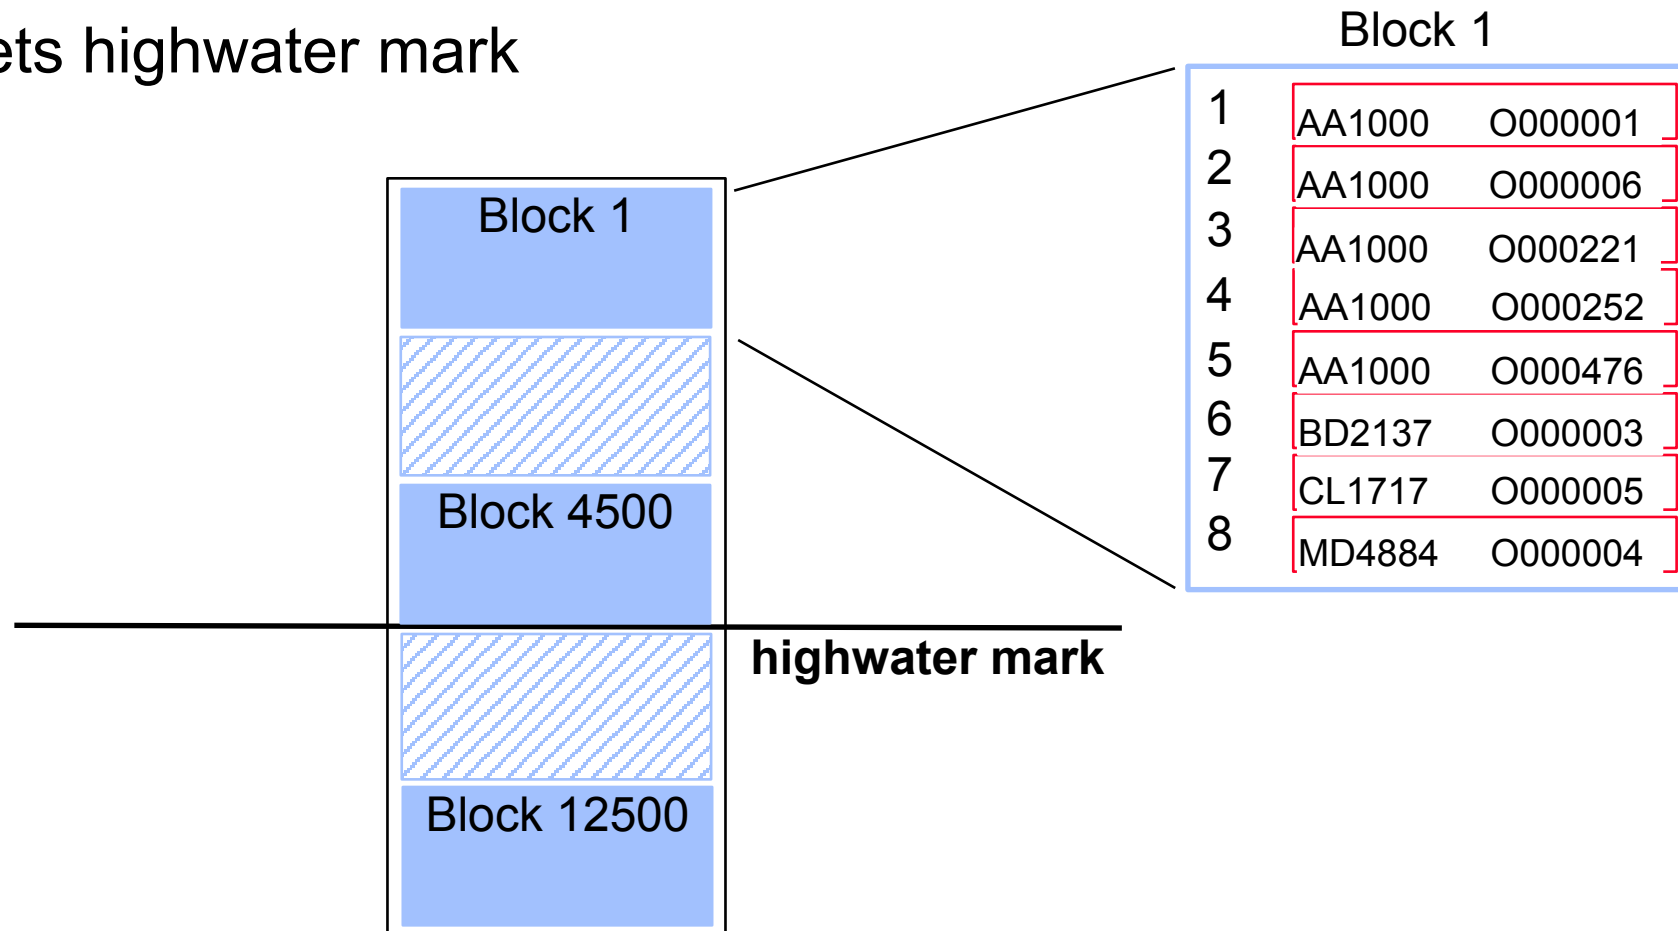 ets highwater mark
Block 1
Block 4500
highwater mark
Block 12500
Block 1
1 AA1000 O000001
2 AA1000 O000006
3 AA1000 O000221
4 AA1000 O000252
5 AA1000 O000476
6 BD2137 O000003
7 CL1717 O000005
8 MD4884 O000004